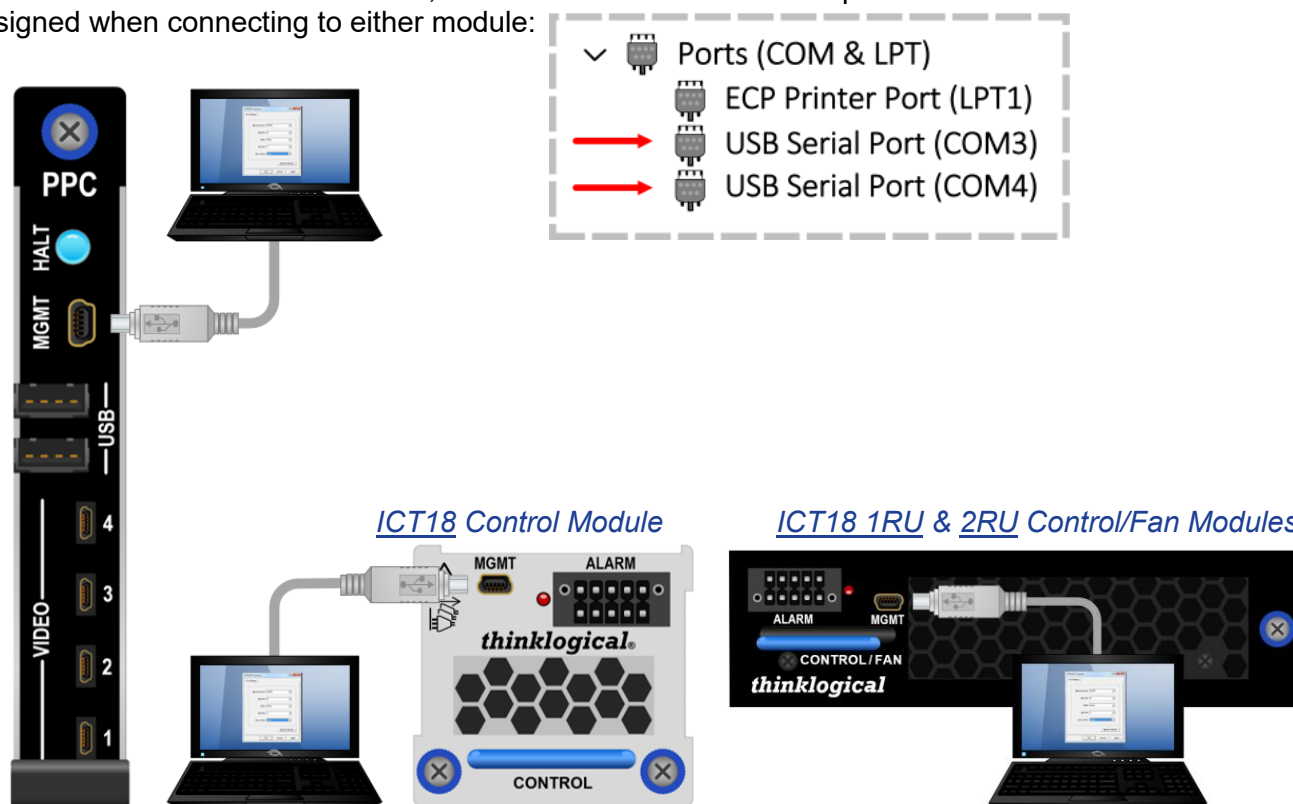 signed when connecting to either module:
Ports (COM & LPT)
ECP Printer Port (LPT1)
USB Serial Port (COM3)
USB Serial Port (COM4)
PPC
HALT
MGMT
USB
VIDEO
4
3
2
1
ICT18 Control Module
MGMT
ALARM
thinklogical®
CONTROL
ICT18 1RU & 2RU Control/Fan Modules
ALARM
MGMT
CONTROL / FAN
thinklogical